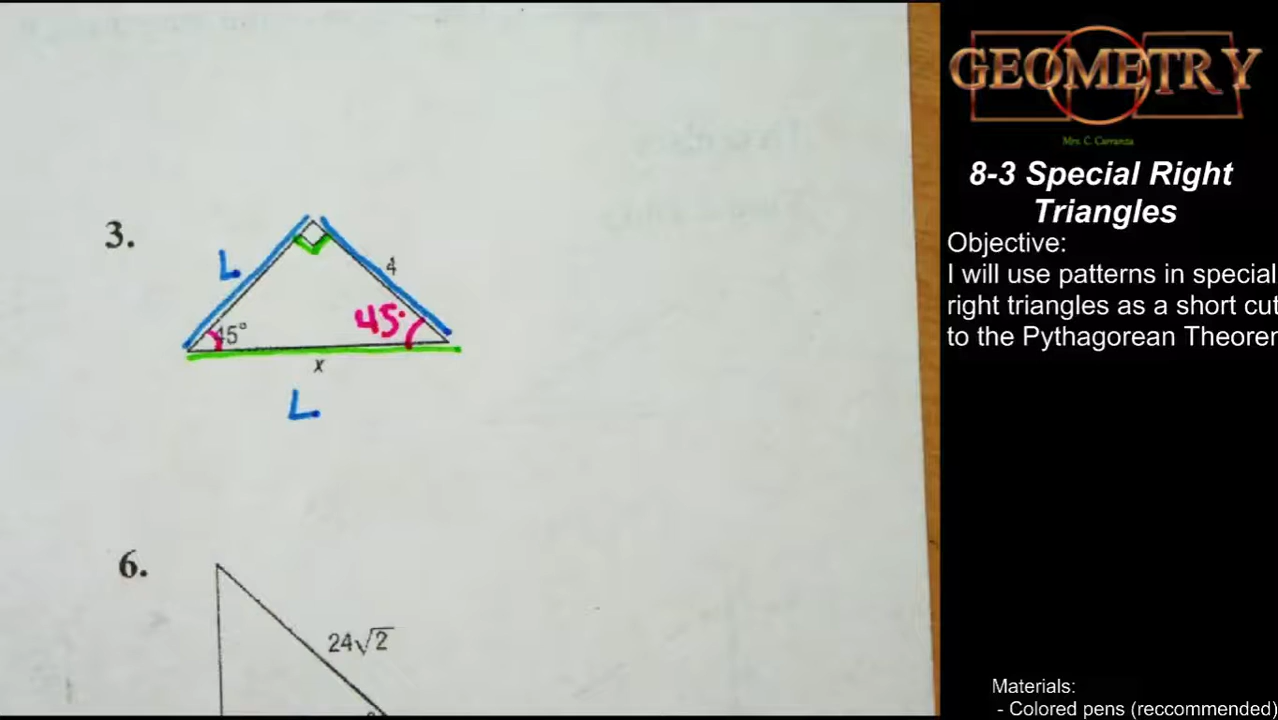 3.
L
4
45°
45°
x
L
6.
24√2
GEOMETRY
Mrs. C. Carranza
8-3 Special Right
Triangles
Objective:
I will use patterns in special
right triangles as a short cut
to the Pythagorean Theorem
Materials:
- Colored pens (reccommended)